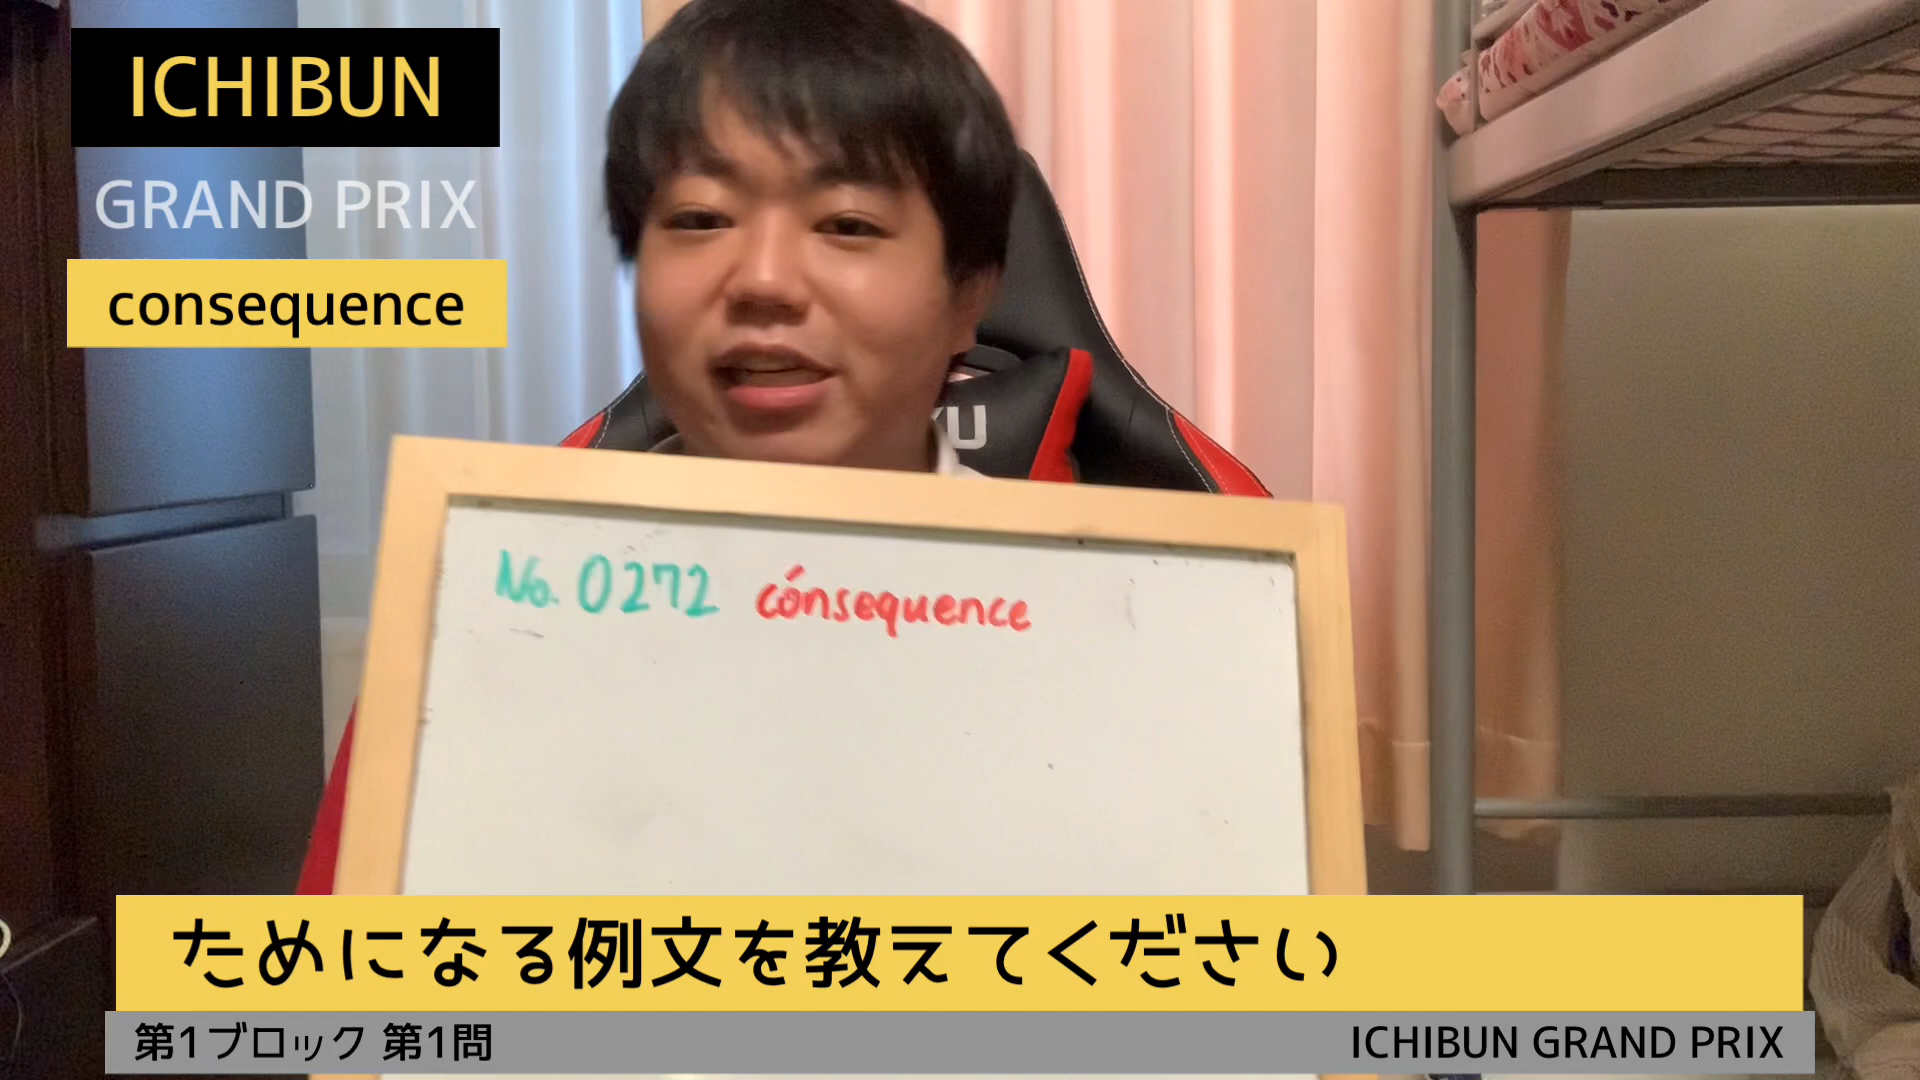 ICHIBUN
GRAND PRIX
consequence
No. 0272 cónsequence
ためになる例文を教えてください
第1ブロック 第1問
ICHIBUN GRAND PRIX